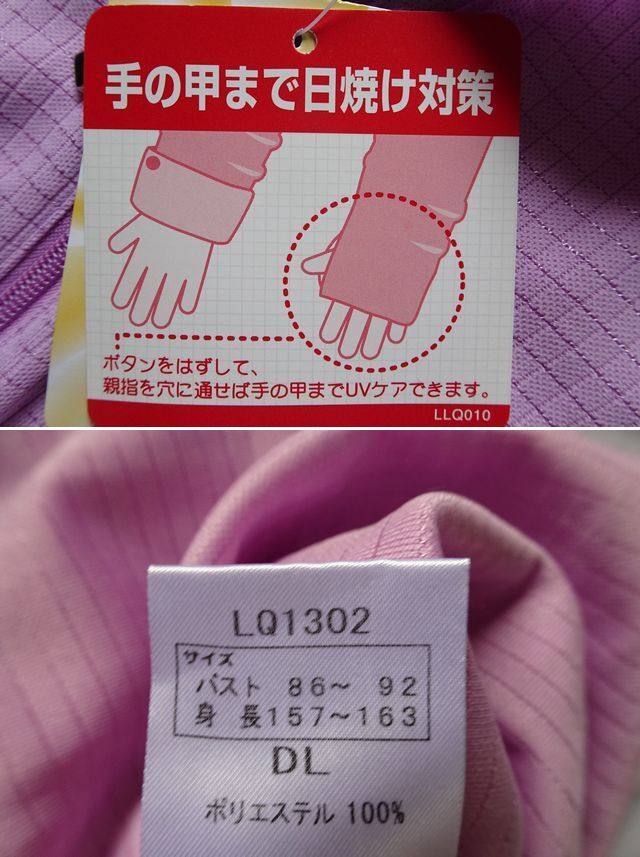 手の甲まで日焼け対策
ボタンをはずして、
親指を穴に通せば手の甲までUVケアできます。
LLQ010
LQ1302
サイズ
バスト 86〜 92
身 長157〜163
DL
ポリエステル 100%